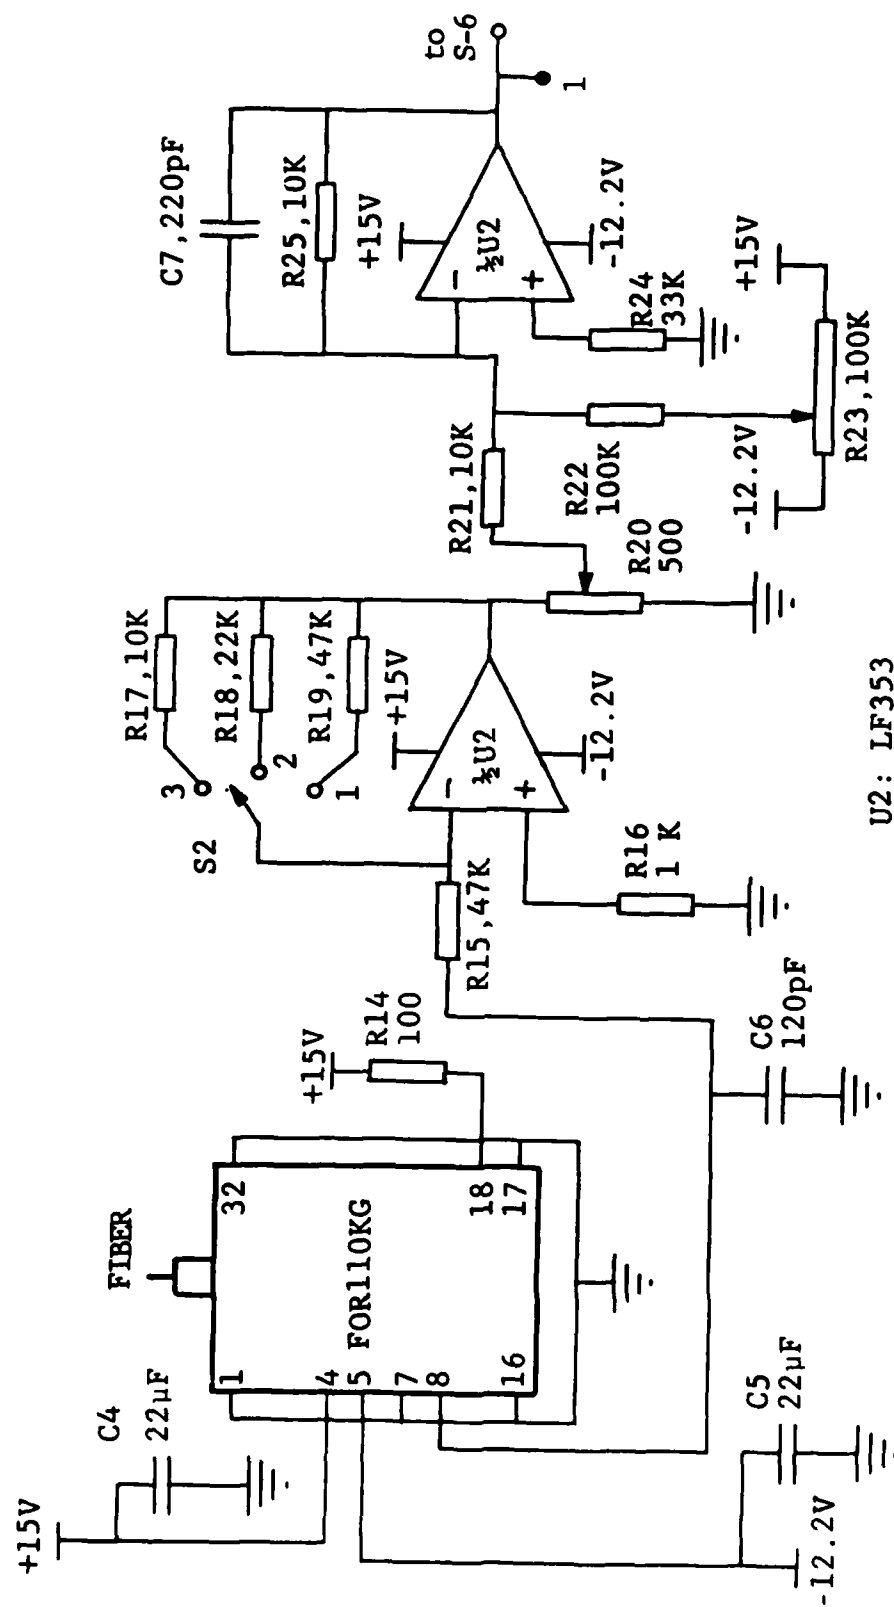 +15V
C4
22µF
FIBER
1
4
5
7
8
16
32
18
17
FOR110KG
C5
22µF
-12.2V
+15V
R14
100
C6
120pF
R15,47K
R16
1 K
S2
3
2
1
R17,10K
R18,22K
R19,47K
+15V
-
+
½U2
-12.2V
R20
500
R21,10K
R22
100K
-12.2V
R23,100K
+15V
R24
33K
C7,220pF
R25,10K
+15V
-
+
½U2
-12.2V
to
S-6
1
U2: LF353